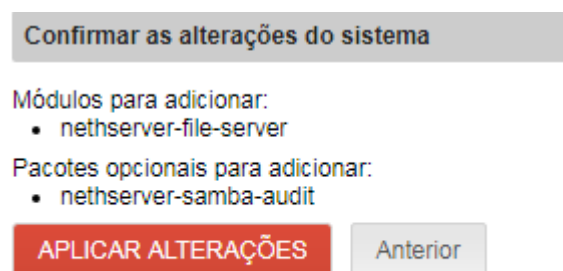 Confirmar as alterações do sistema
Módulos para adicionar:
• nethserver-file-server
Pacotes opcionais para adicionar:
• nethserver-samba-audit
APLICAR ALTERAÇÕES Anterior